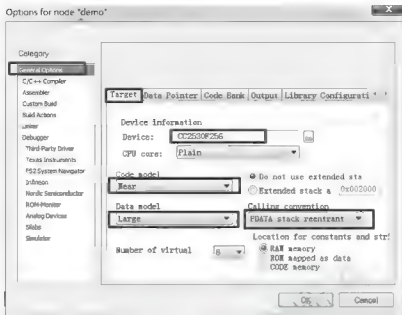 Options for node "demo"
Category
General Options
C/C++ Compiler
Assembler
Custom Build
Build Actions
Linker
Debugger
Third-Party Driver
Texas Instruments
FS2 System Navigator
Infineon
Nordic Semiconductor
ROM-Monitor
Analog Devices
Silabs
Simulator
Target Data Pointer Code Bank Output Library Configurati
Device information
Device: CC2530F256
CPU core: Plain
Code model
Near
Do not use extended sta
Extended stack a 0x002000
Data model
Large
Calling convention
PDATA stack reentrant
Number of virtual 8
Location for constants and stri
RAM memory
ROM mapped as data
CODE memory
OK Cancel